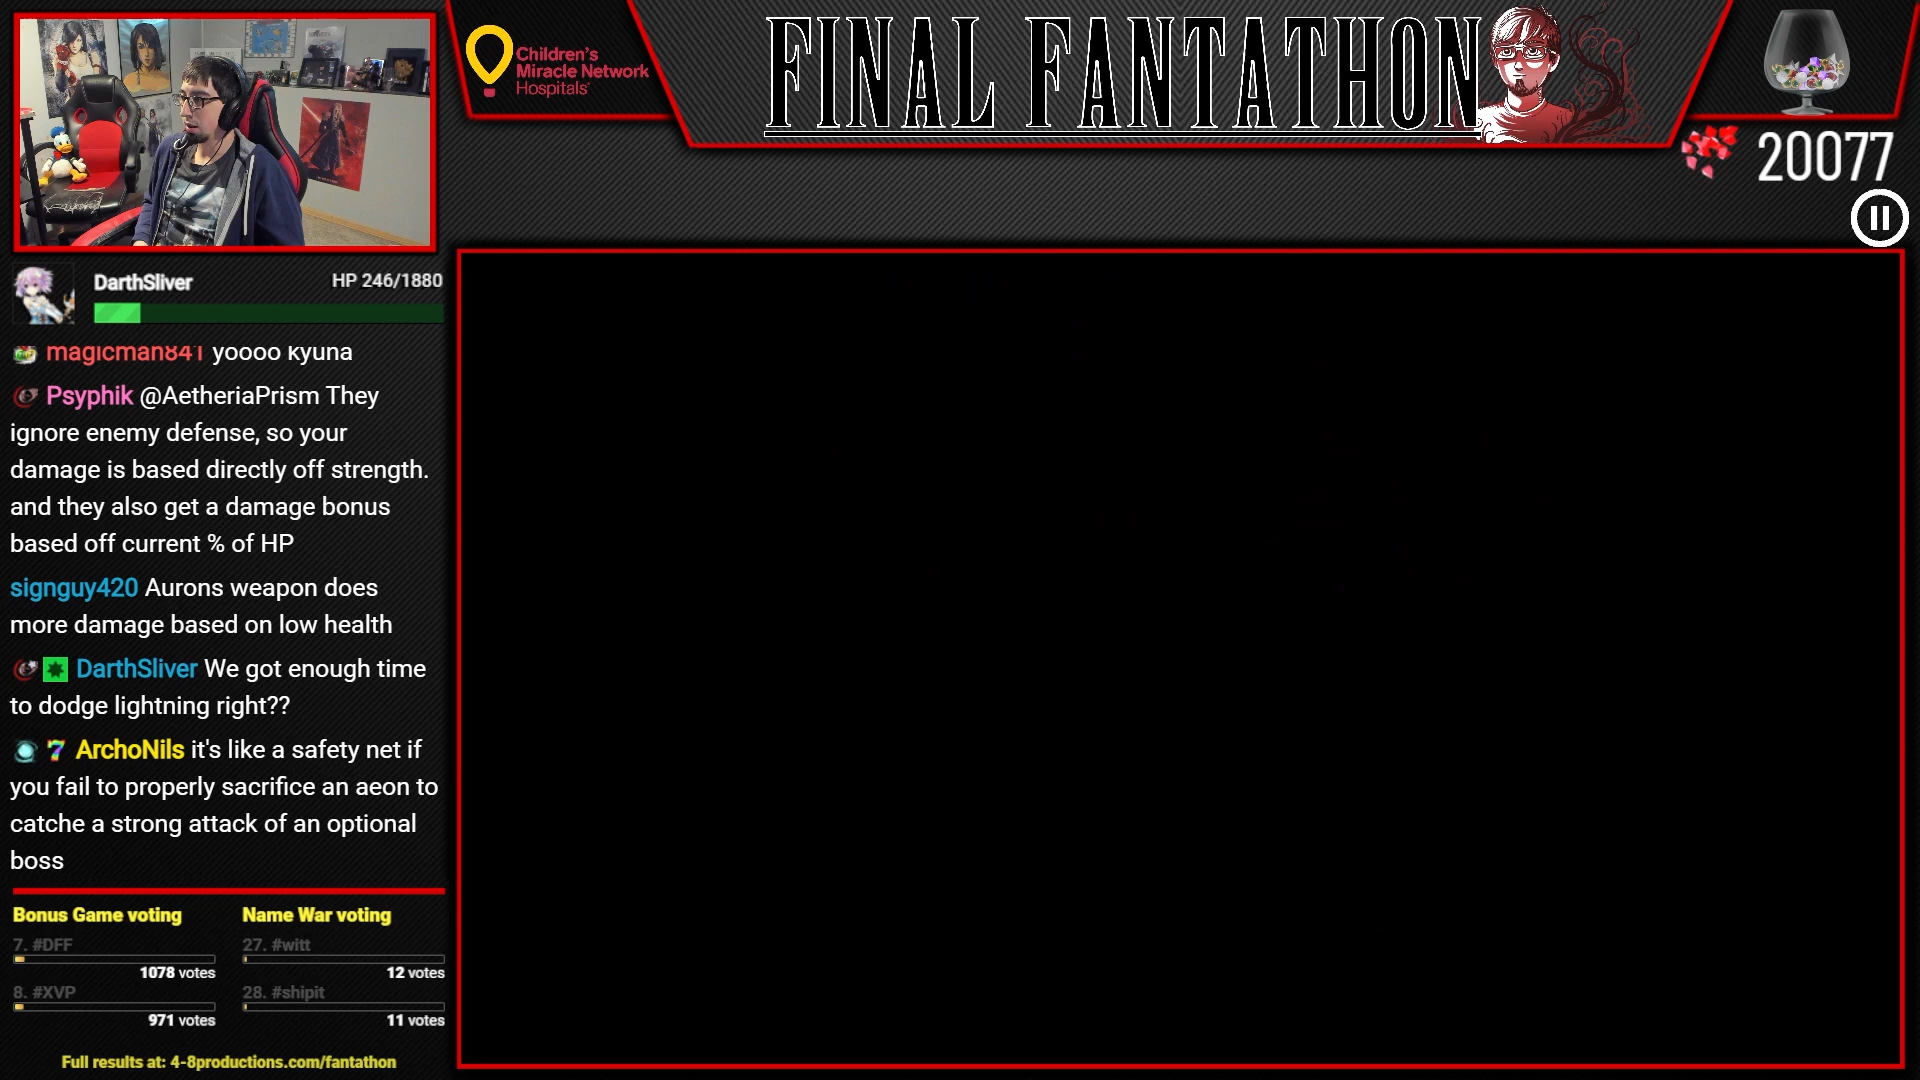 Children's
Miracle Network
Hospitals
FINAL FANTATHON
20077
DarthSliver HP 246/1880
magicman841 yoooo kyuna
Psyphik @AetheriaPrism They
ignore enemy defense, so your
damage is based directly off strength.
and they also get a damage bonus
based off current % of HP
signguy420 Aurons weapon does
more damage based on low health
DarthSliver We got enough time
to dodge lightning right??
7 ArchoNils it's like a safety net if
you fail to properly sacrifice an aeon to
catche a strong attack of an optional
boss
Bonus Game voting
7. #DFF
1078 votes
8. #XVP
971 votes
Name War voting
27. #witt
12 votes
28. #shipit
11 votes
Full results at: 4-8productions.com/fantathon